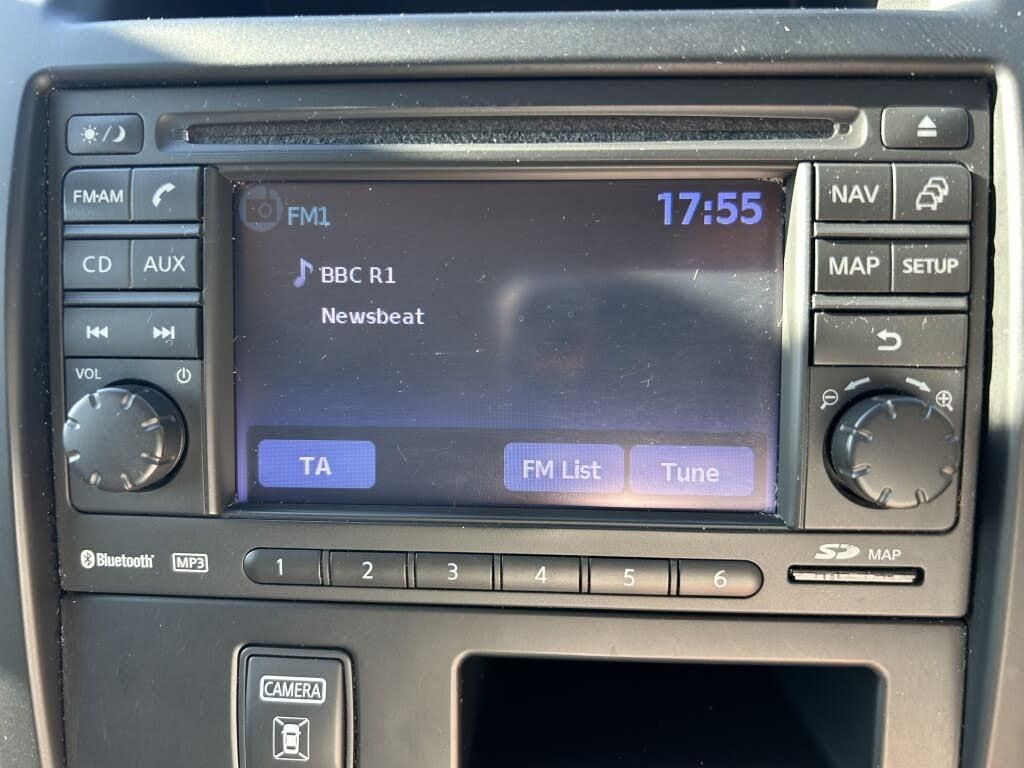 FM·AM
NAV
FM1
17:55
CD
AUX
BBC R1
MAP
SETUP
Newsbeat
VOL
TA
FM List
Tune
Bluetooth
MP3
1
2
3
4
5
6
SD
MAP
CAMERA